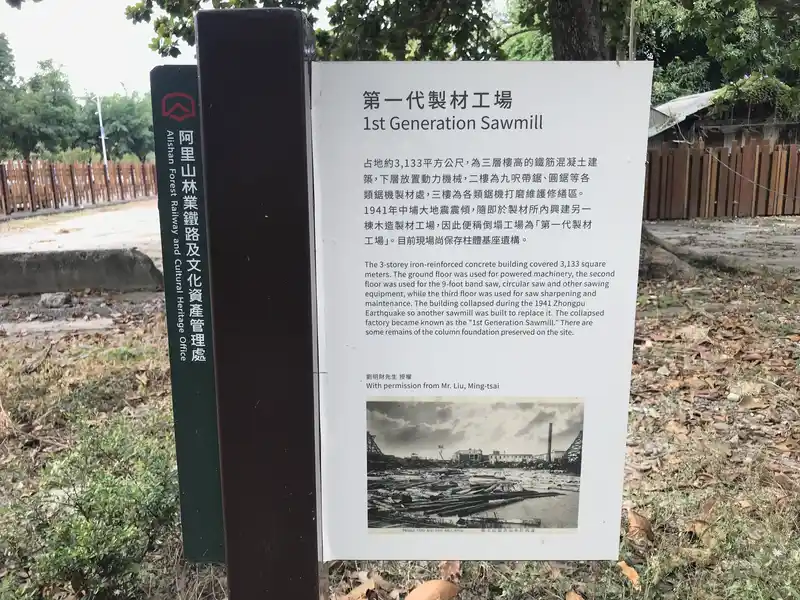 阿里山林業鐵路及文化資產管理處
Alishan Forest Railway and Cultural Heritage Office
第一代製材工場
1st Generation Sawmill
占地約3,133平方公尺，為三層樓高的鐵筋混凝土建
築，下層放置動力機械，二樓為九呎帶鋸、圓鋸等各
類鋸機製材處，三樓為各類鋸機打磨維護修繕區。
1941年中埔大地震震傾，隨即於製材所內興建另一
棟木造製材工場，因此便稱倒塌工場為「第一代製材
工場」。目前現場尚保存柱體基座遺構。
The 3-storey iron-reinforced concrete building covered 3,133 square
meters. The ground floor was used for powered machinery, the second
floor was used for the 9-foot band saw, circular saw and other sawing
equipment, while the third floor was used for saw sharpening and
maintenance. The building collapsed during the 1941 Zhongpu
Earthquake so another sawmill was built to replace it. The collapsed
factory became known as the "1st Generation Sawmill." There are
some remains of the column foundation preserved on the site.
劉明財先生 授權
With permission from Mr. Liu, Ming-tsai